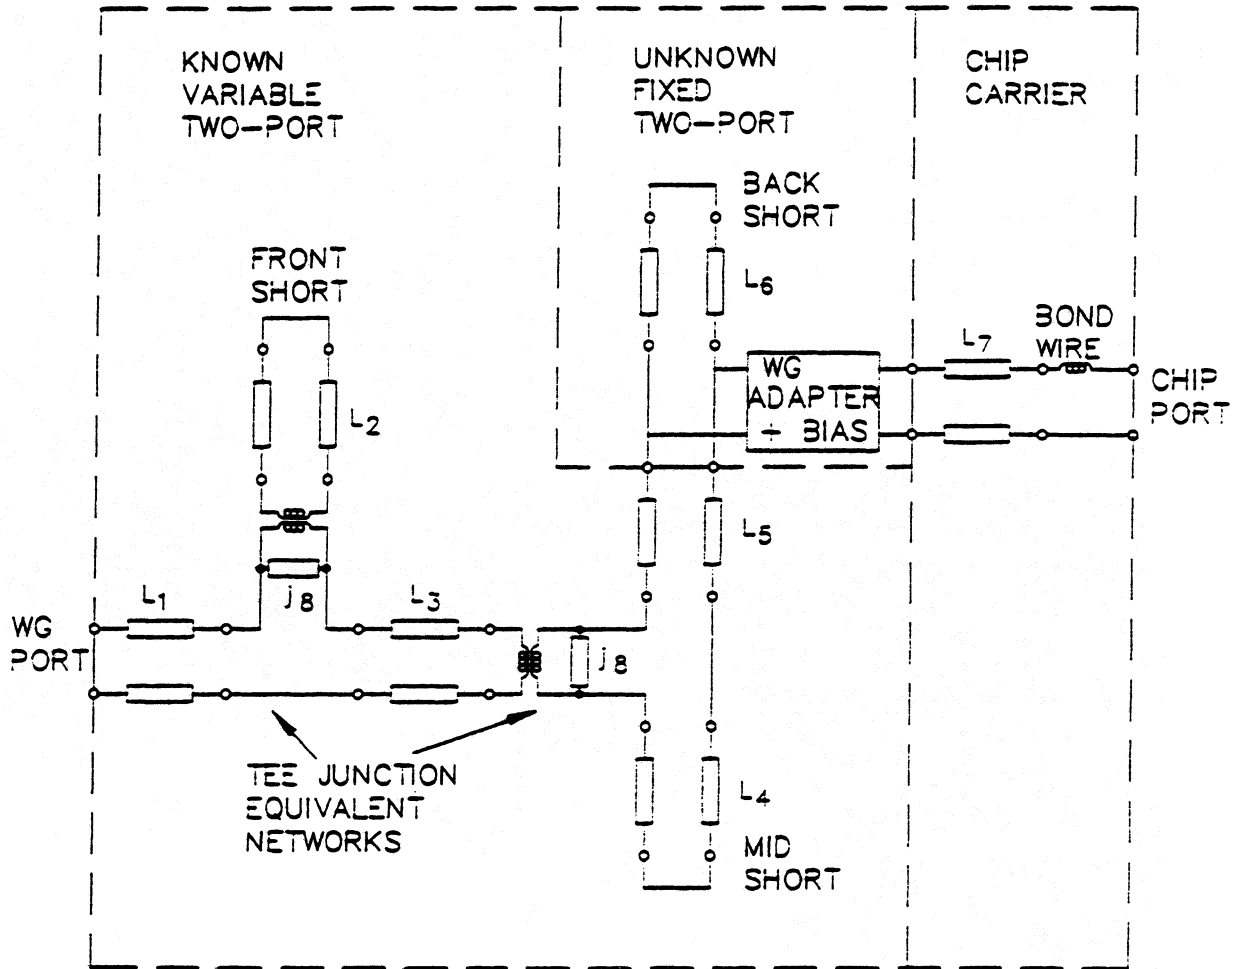 KNOWN
VARIABLE
TWO-PORT
UNKNOWN
FIXED
TWO-PORT
CHIP
CARRIER
BACK
SHORT
FRONT
SHORT
L6
L2
WG
ADAPTER
+ BIAS
L7
BOND
WIRE
CHIP
PORT
L5
L1
j8
L3
j8
WG
PORT
TEE JUNCTION
EQUIVALENT
NETWORKS
L4
MID
SHORT